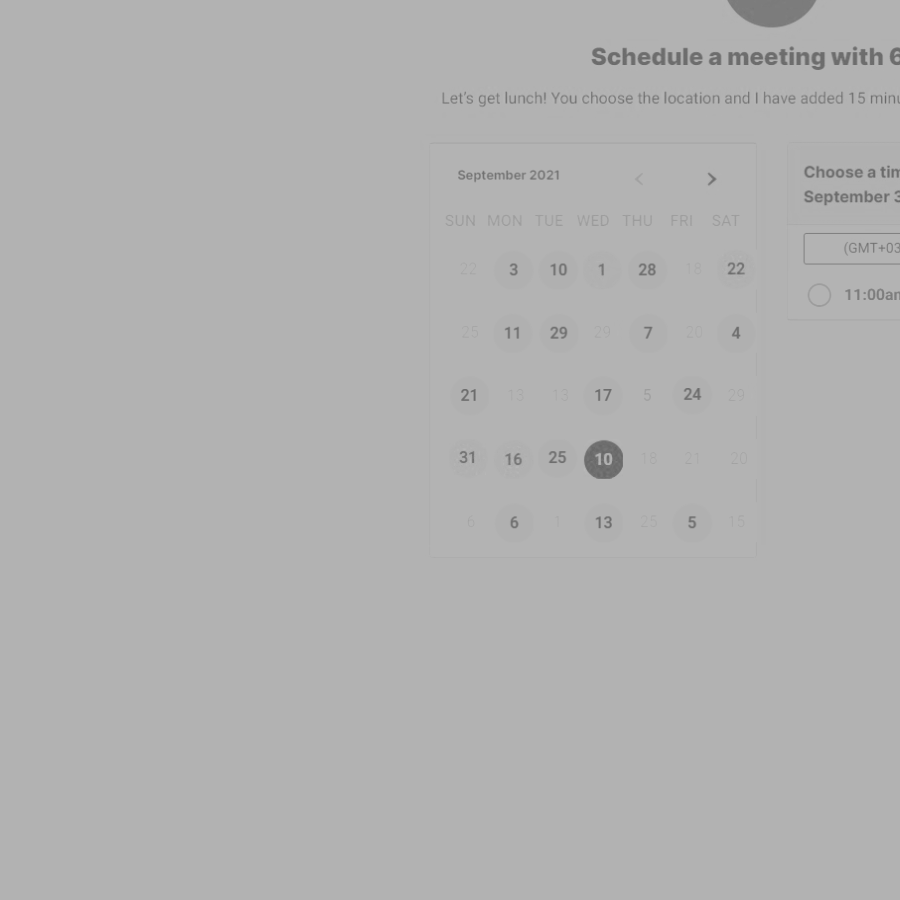 Schedule a meeting with 6
Let's get lunch! You choose the location and I have added 15 minu
September 2021
SUN MON TUE WED THU FRI SAT
22 3 10 1 28 18 22
25 11 29 29 7 20 4
21 13 13 17 5 24 29
31 16 25 10 18 21 20
6 6 1 13 25 5 15
Choose a tim
September 3
(GMT+03
11:00am